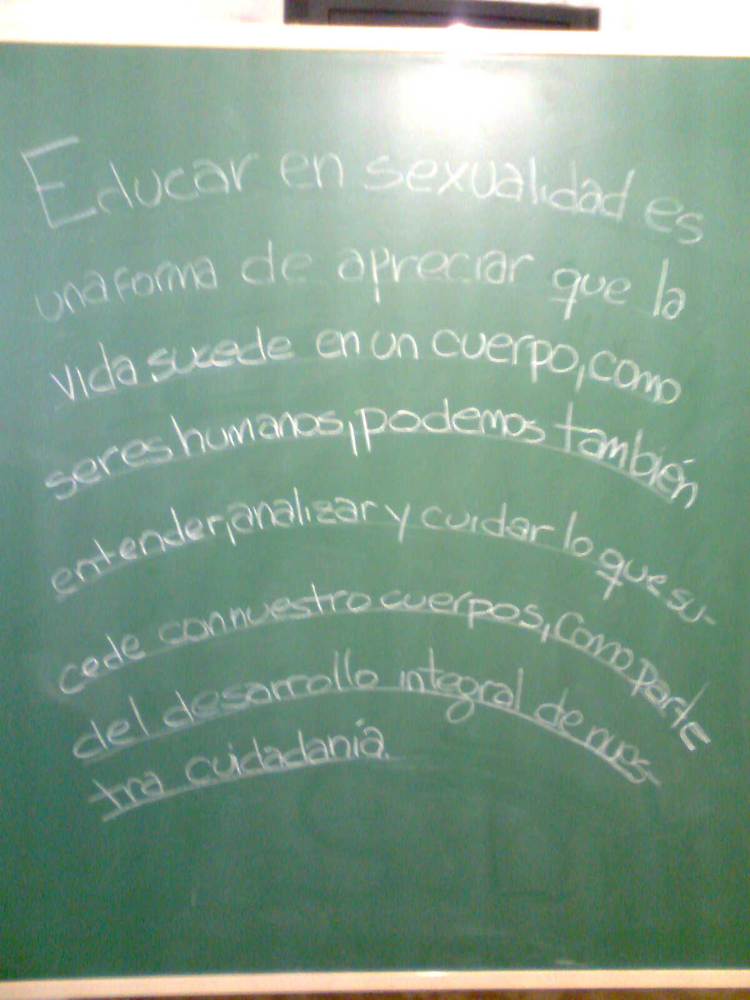 Educar en sexualidad es
una forma de apreciar que la
vida sucede en un cuerpo, como
seres humanos, podemos también
entender, analizar y cuidar lo que su-
cede con nuestro cuerpos, como parte
del desarrollo integral de nues-
tra cuidadanía.